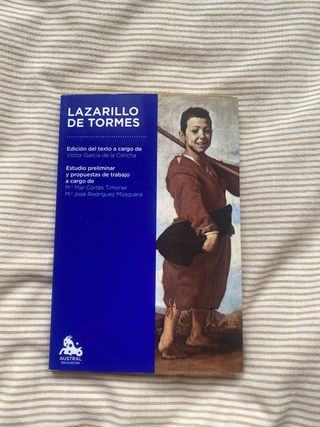 LAZARILLO
DE TORMES
Edición del texto a cargo de
Víctor García de la Concha
Estudio preliminar
y propuestas de trabajo
a cargo de
M.ª Mar Cortés Timoner
M.ª José Rodríguez Mosquera
AUSTRAL
EDUCACIÓN